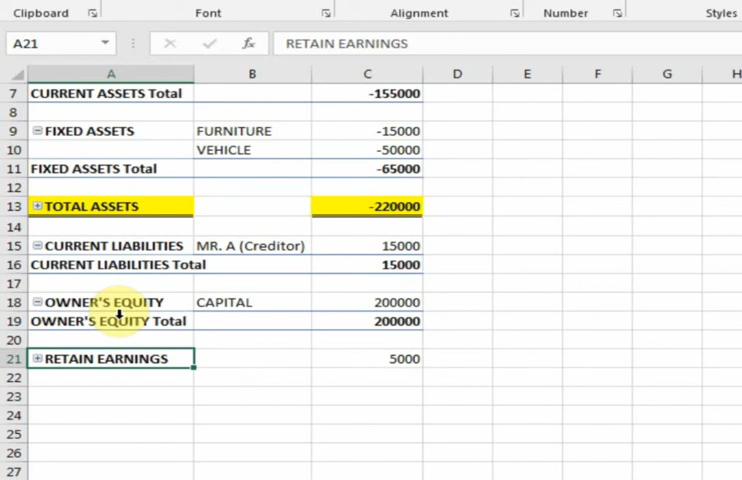 Clipboard Font Alignment Number Styles
A21 fx RETAIN EARNINGS
A B C D E F G H
7 CURRENT ASSETS Total -155000
8
9 FIXED ASSETS FURNITURE -15000
10 VEHICLE -50000
11 FIXED ASSETS Total -65000
12
13 TOTAL ASSETS -220000
14
15 CURRENT LIABILITIES MR. A (Creditor) 15000
16 CURRENT LIABILITIES Total 15000
17
18 OWNER'S EQUITY CAPITAL 200000
19 OWNER'S EQUITY Total 200000
20
21 RETAIN EARNINGS 5000
22
23
24
25
26
27